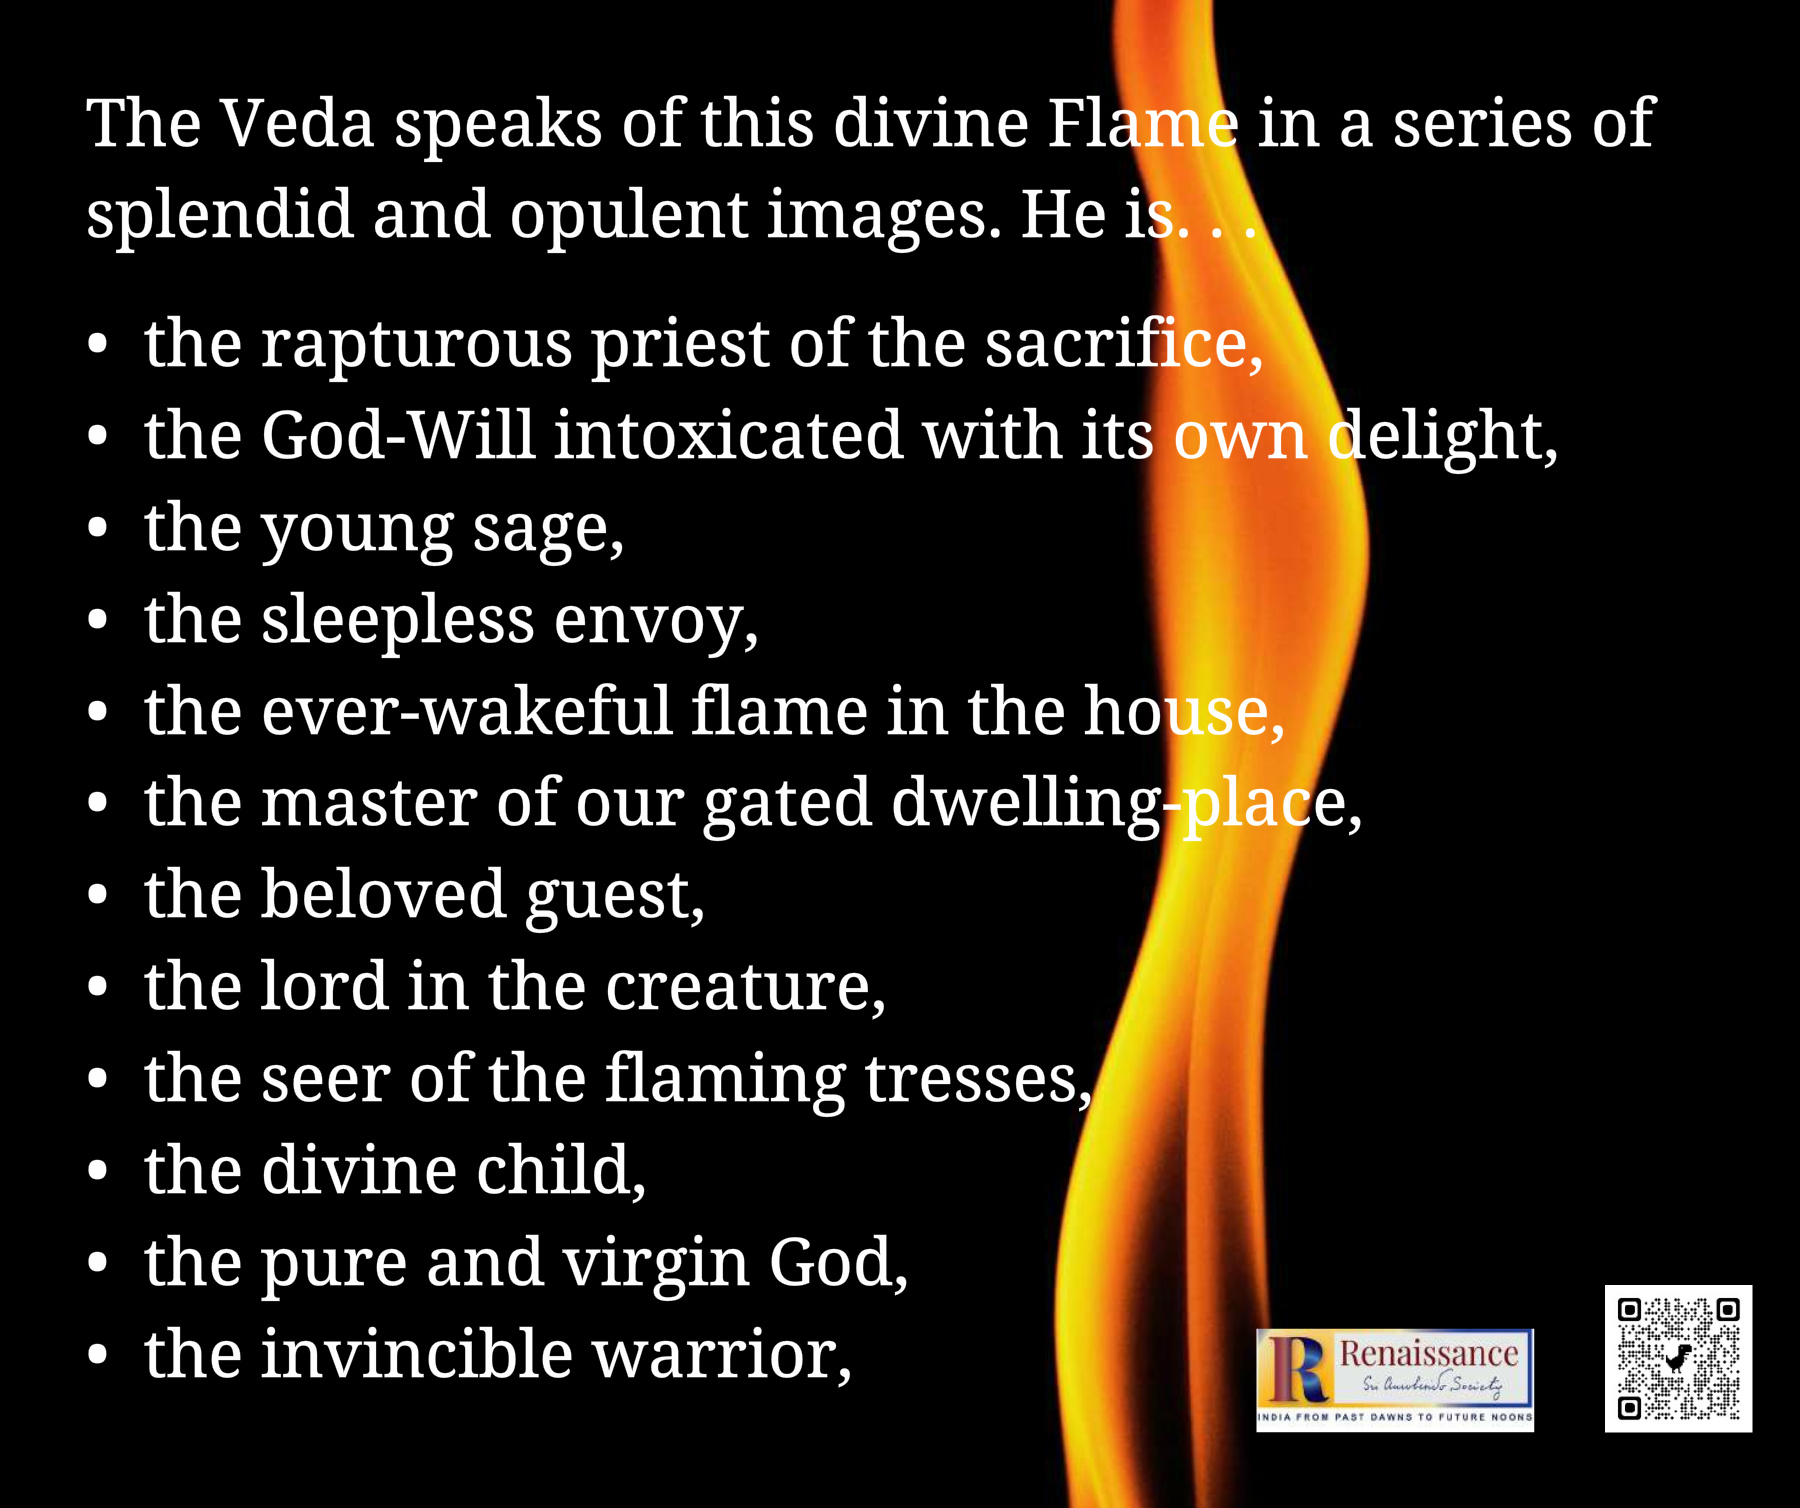 The Veda speaks of this divine Flame in a series of
splendid and opulent images. He is. . .
• the rapturous priest of the sacrifice,
• the God-Will intoxicated with its own delight,
• the young sage,
• the sleepless envoy,
• the ever-wakeful flame in the house,
• the master of our gated dwelling-place,
• the beloved guest,
• the lord in the creature,
• the seer of the flaming tresses,
• the divine child,
• the pure and virgin God,
• the invincible warrior,
R Renaissance
Sri Aurobindo Society
INDIA FROM PAST DAWNS TO FUTURE NOONS